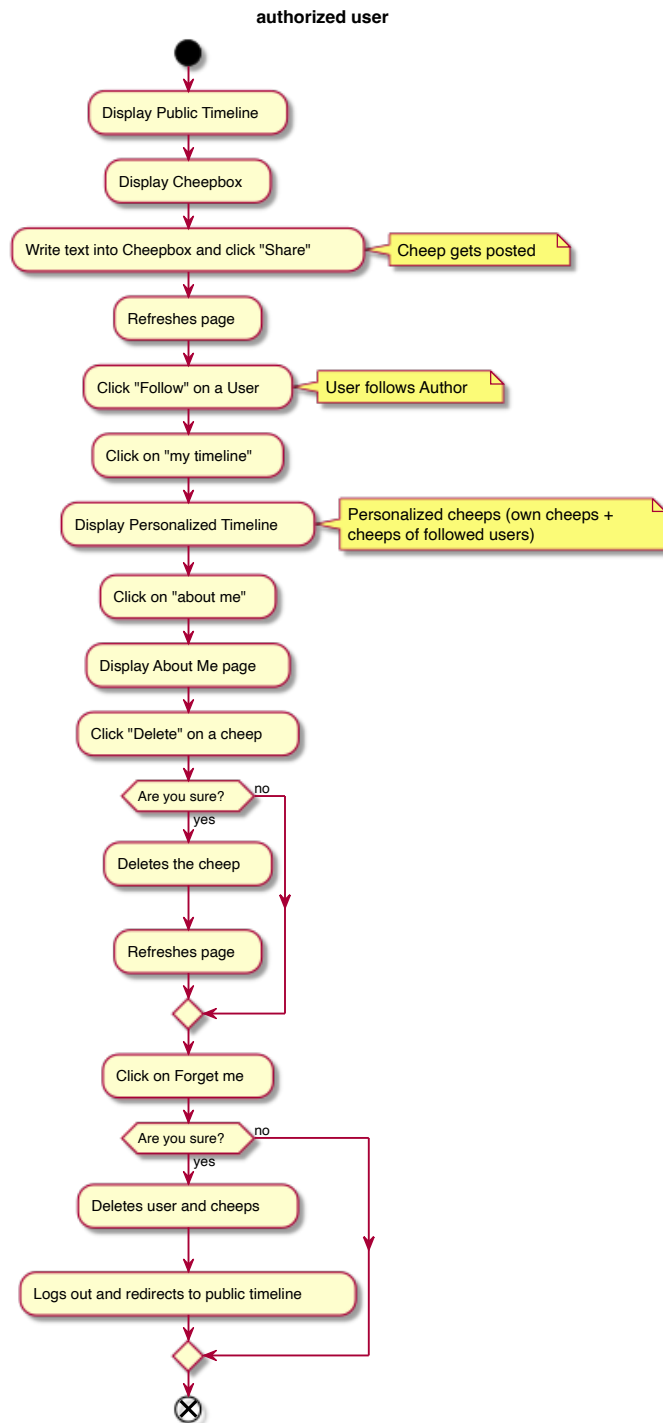 authorized user
Display Public Timeline
Display Cheepbox
Write text into Cheepbox and click "Share"
Cheep gets posted
Refreshes page
Click "Follow" on a User
User follows Author
Click on "my timeline"
Display Personalized Timeline
Personalized cheeps (own cheeps +
cheeps of followed users)
Click on "about me"
Display About Me page
Click "Delete" on a cheep
Are you sure?
no
yes
Deletes the cheep
Refreshes page
Click on Forget me
Are you sure?
no
yes
Deletes user and cheeps
Logs out and redirects to public timeline